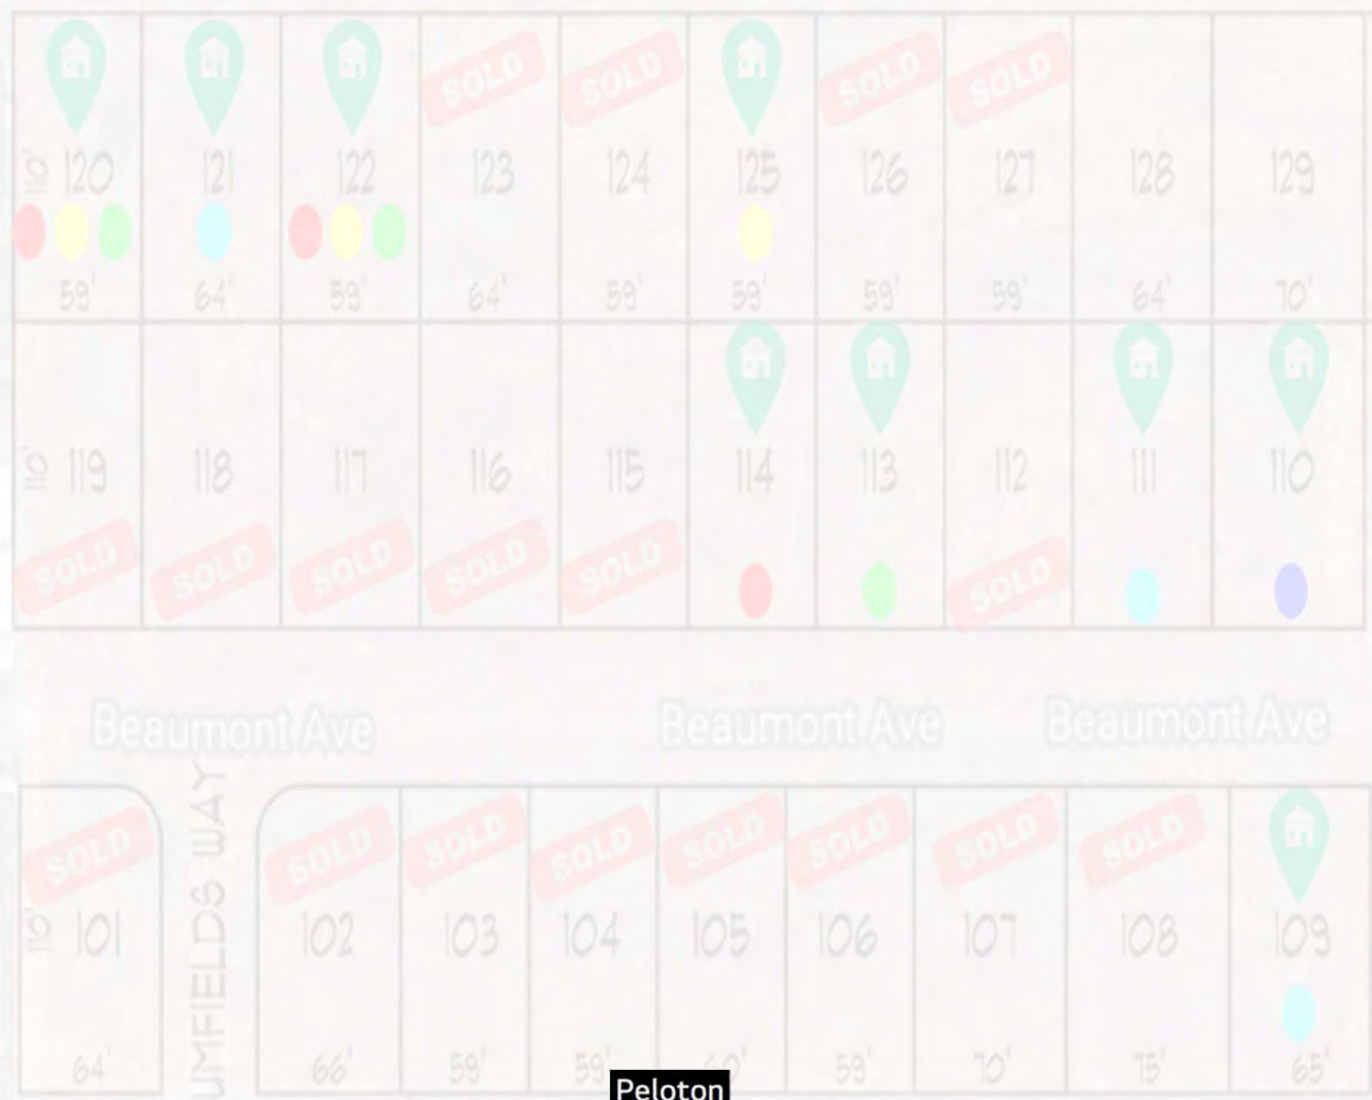 SOLD SOLD SOLD SOLD
110' 120 121 122 123 124 125 126 127 128 129
59' 64' 59' 64' 59' 59' 59' 59' 64' 70'
110' 119 118 117 116 115 114 113 112 111 110
SOLD SOLD SOLD SOLD SOLD SOLD
Beaumont Ave Beaumont Ave Beaumont Ave
UMFIELDS WAY
SOLD SOLD SOLD SOLD SOLD SOLD SOLD SOLD
110' 101 102 103 104 105 106 107 108 109
64' 66' 59' 59' 60' 59' 70' 75' 65'
Peloton